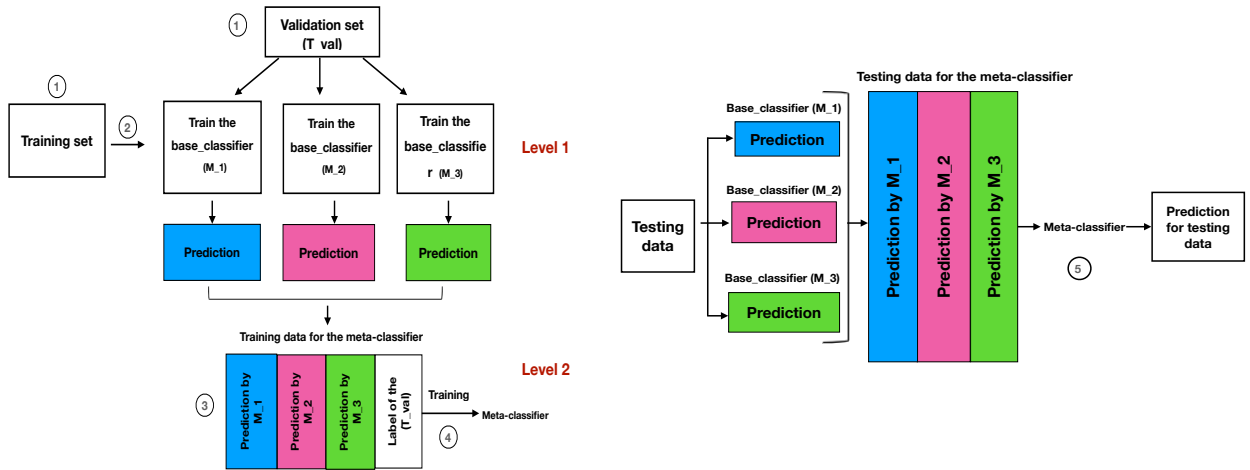 1
Validation set
(T_val)
1
Training set
2
Train the
base_classifier
(M_1)
Train the
base_classifier
(M_2)
Train the
base_classifie
r (M_3)
Level 1
Prediction
Prediction
Prediction
Training data for the meta-classifier
Level 2
3
Prediction by
M_1
Prediction by
M_2
Prediction by
M_3
Label of the
(T_val)
Training
Meta-classifier
4
Testing data for the meta-classifier
Base_classifier (M_1)
Prediction
Base_classifier (M_2)
Prediction
Base_classifier (M_3)
Prediction
Testing
data
Prediction by M_1
Prediction by M_2
Prediction by M_3
Meta-classifier
5
Prediction
for testing
data